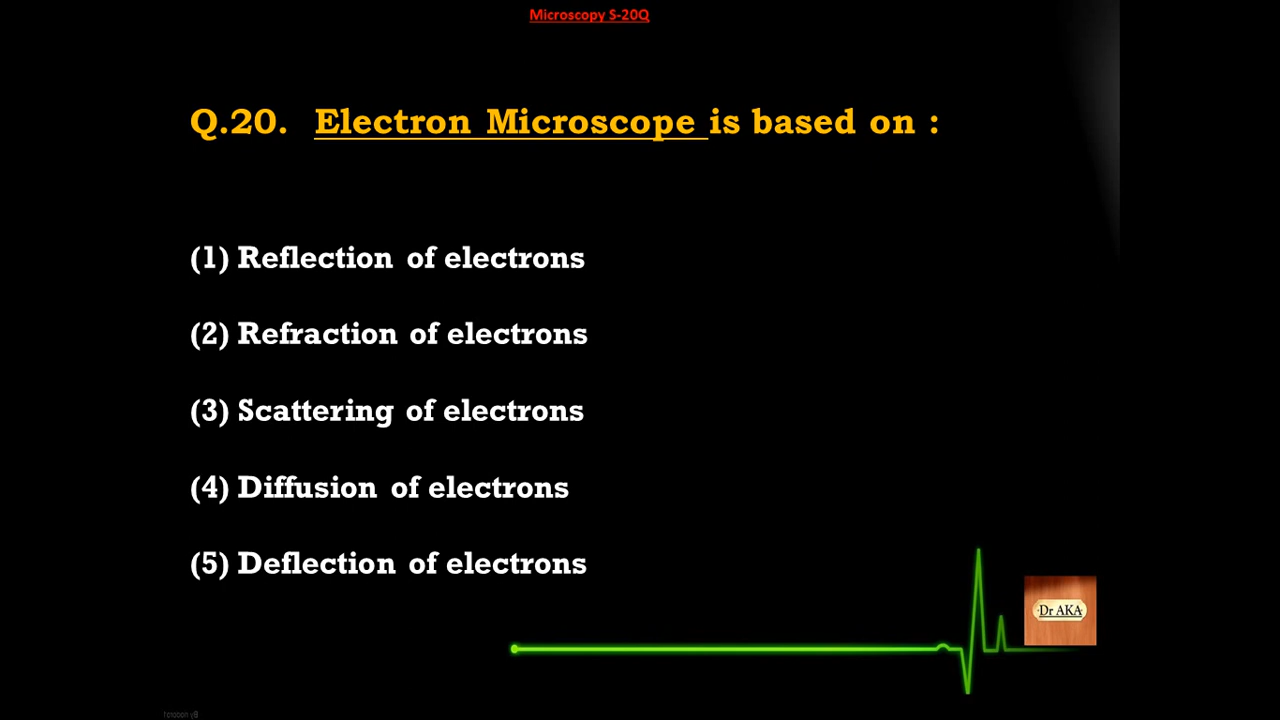 Microscopy S-20Q
Q.20. Electron Microscope is based on :
(1) Reflection of electrons
(2) Refraction of electrons
(3) Scattering of electrons
(4) Diffusion of electrons
(5) Deflection of electrons
Dr AKA